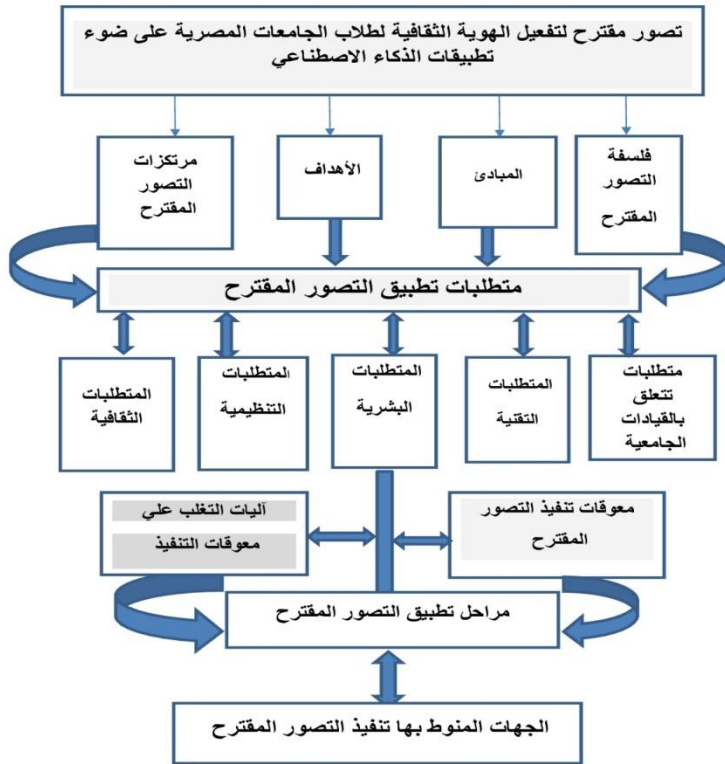 تصور مقترح لتفعيل الهوية الثقافية لطلاب الجامعات المصرية على ضوء
تطبيقات الذكاء الاصطناعي
فلسفة
التصور
المقترح
المبادئ
الأهداف
مرتكزات
التصور
المقترح
متطلبات تطبيق التصور المقترح
متطلبات
تتعلق
بالقيادات
الجامعية
المتطلبات
التقنية
المتطلبات
البشرية
المتطلبات
التنظيمية
المتطلبات
الثقافية
معوقات تنفيذ التصور
المقترح
آليات التغلب علي
معوقات التنفيذ
مراحل تطبيق التصور المقترح
الجهات المنوط بها تنفيذ التصور المقترح